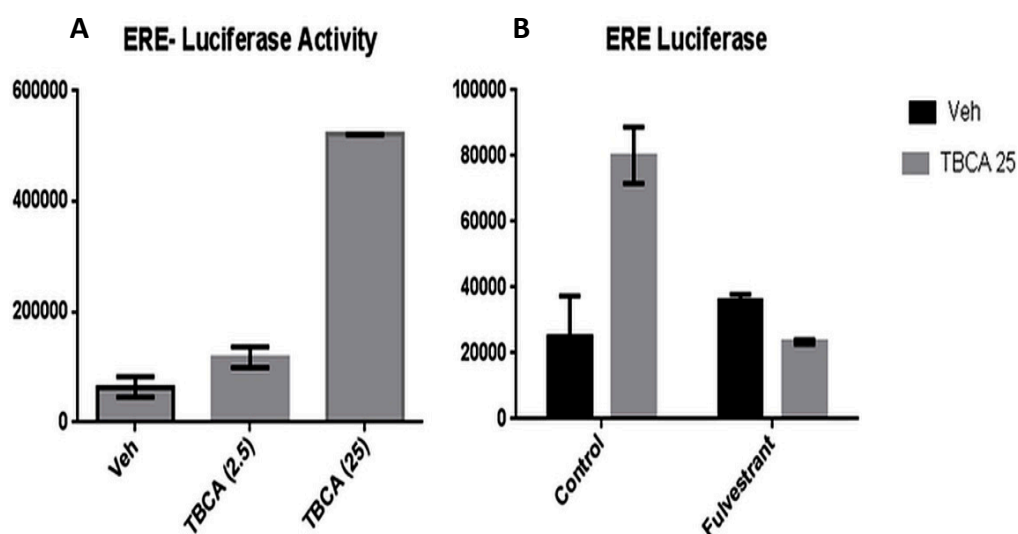 A
ERE- Luciferase Activity
600000
400000
200000
0
Veh
TBCA (2.5)
TBCA (25)
B
ERE Luciferase
100000
80000
60000
40000
20000
0
Control
Fulvestrant
Veh
TBCA 25